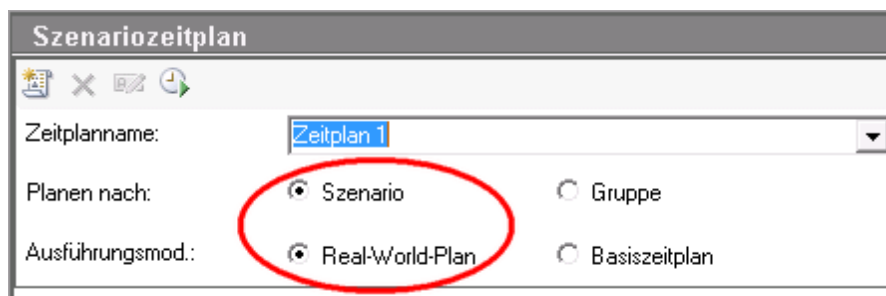 Szenariozeitplan
Zeitplanname: Zeitplan 1
Planen nach: Szenario Gruppe
Ausführungsmod.: Real-World-Plan Basiszeitplan